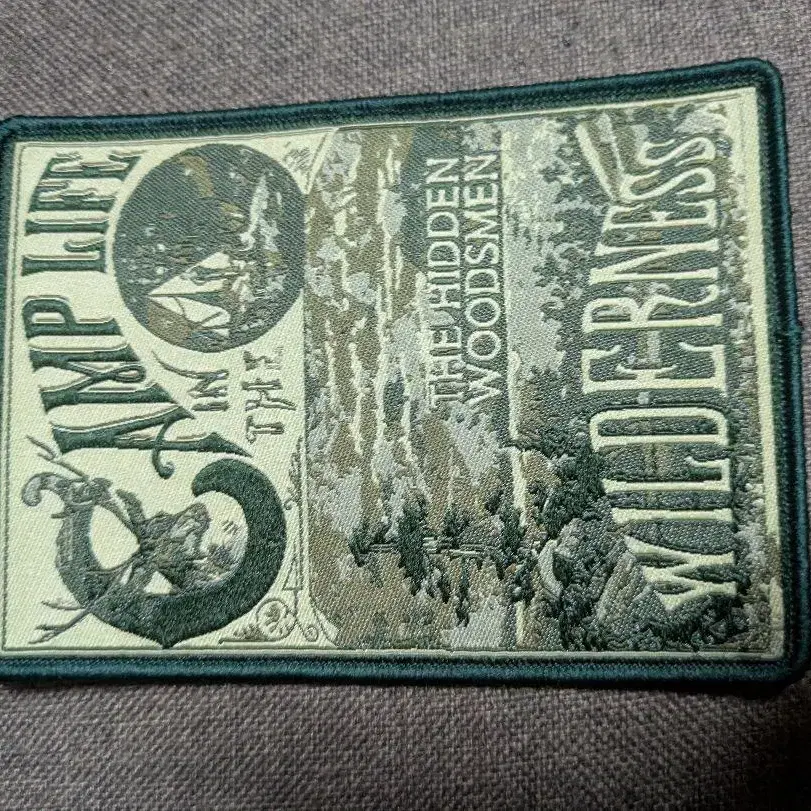 CAMP LIFE
IN
THE
THE HIDDEN
WOODSMEN
WILDERNESS